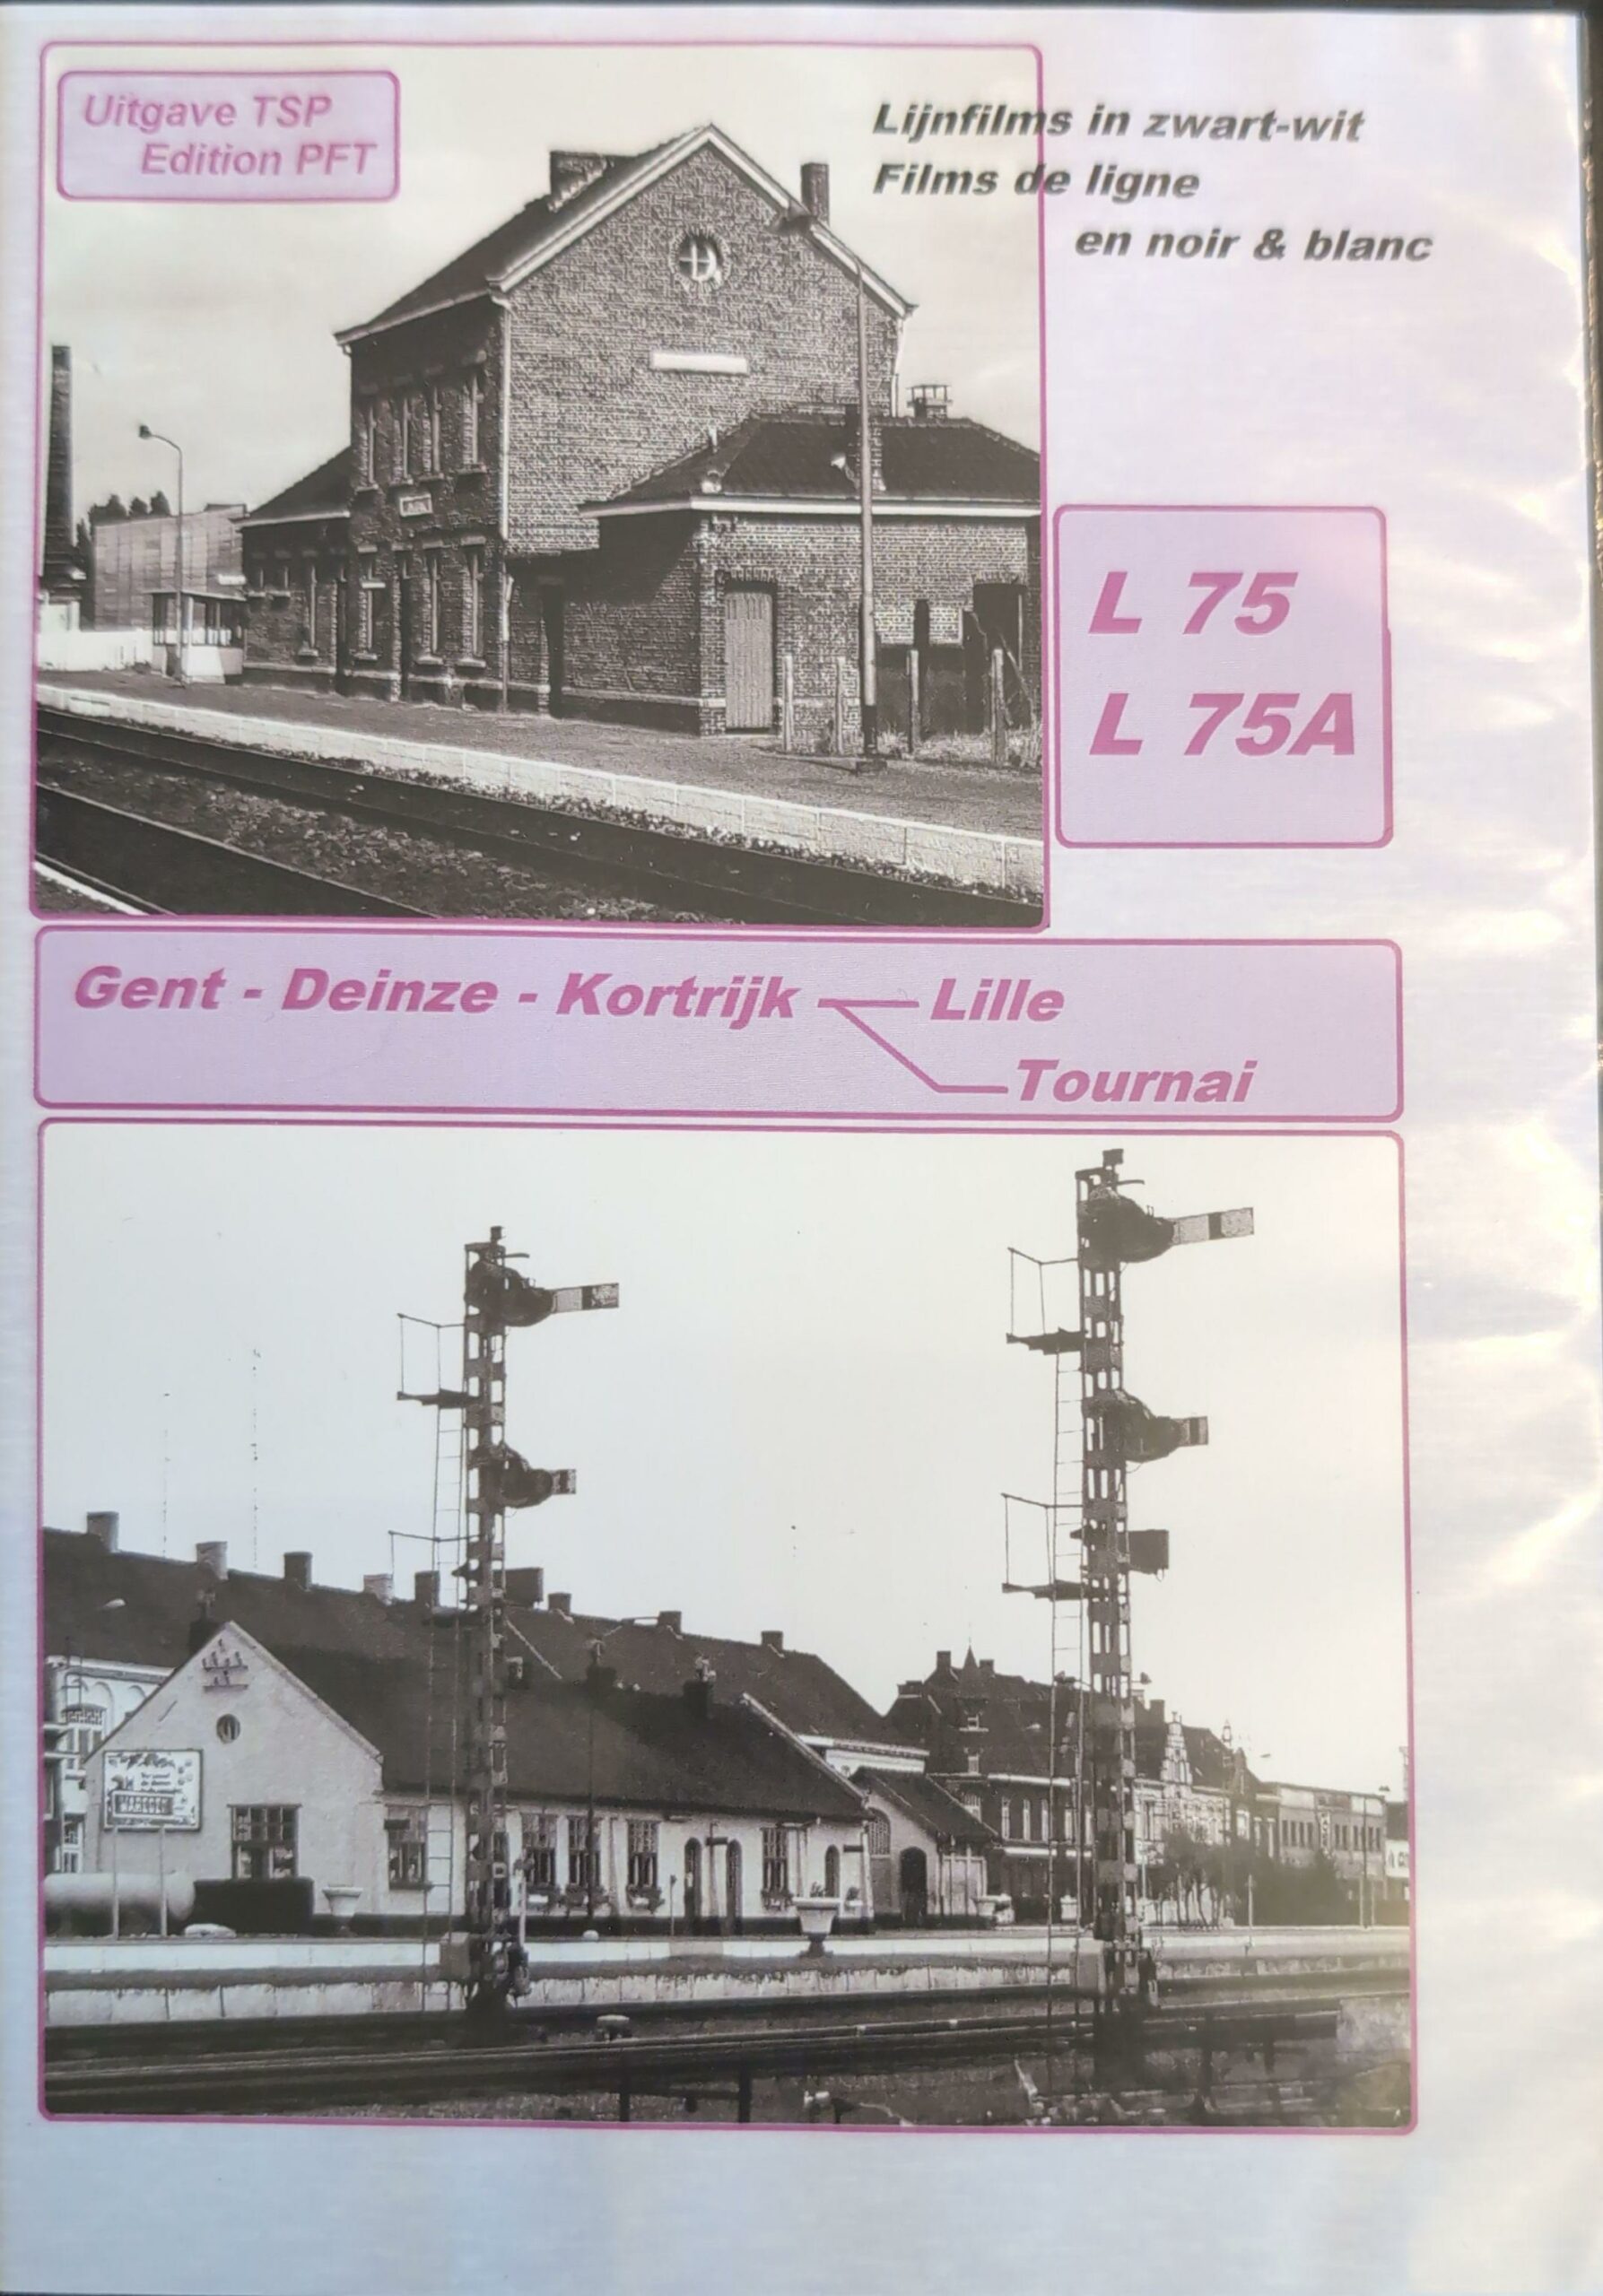 Uitgave TSP
Edition PFT
Lijnfilms in zwart-wit
Films de ligne
en noir & blanc
L 75
L 75A
Gent - Deinze - Kortrijk - Lille
Tournai